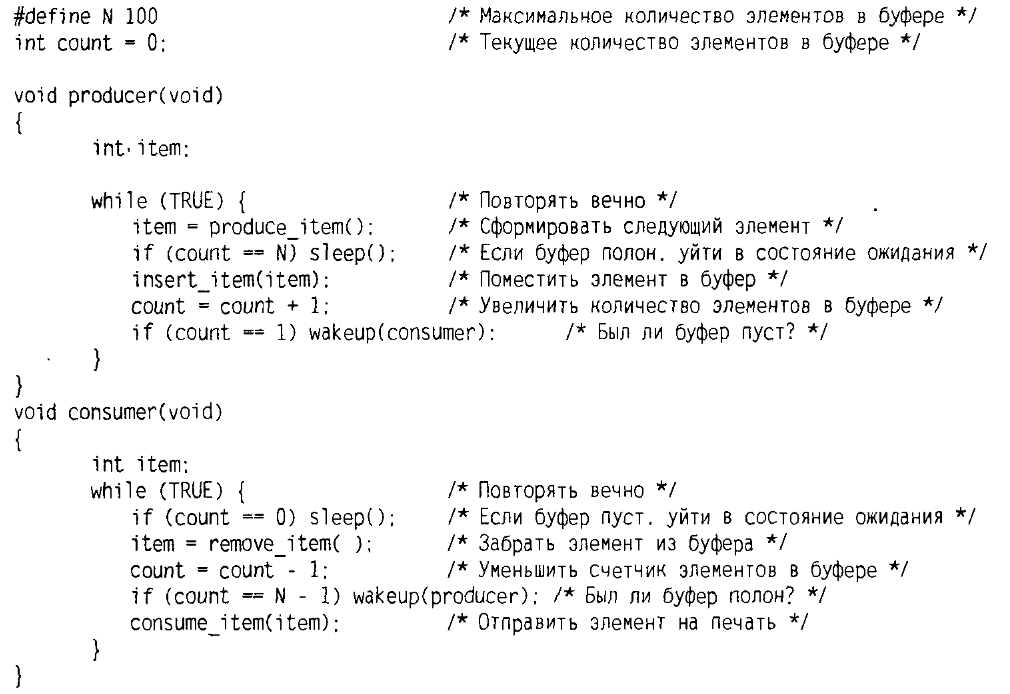 #define N 100 /* Максимальное количество элементов в буфере */
int count = 0; /* Текущее количество элементов в буфере */
void producer(void)
{
int item;
while (TRUE) { /* Повторять вечно */
item = produce_item(); /* Сформировать следующий элемент */
if (count == N) sleep(); /* Если буфер полон. уйти в состояние ожидания */
insert_item(item); /* Поместить элемент в буфер */
count = count + 1; /* Увеличить количество элементов в буфере */
if (count == 1) wakeup(consumer); /* Был ли буфер пуст? */
}
}
void consumer(void)
{
int item;
while (TRUE) { /* Повторять вечно */
if (count == 0) sleep(); /* Если буфер пуст. уйти в состояние ожидания */
item = remove_item( ); /* Забрать элемент из буфера */
count = count - 1; /* Уменьшить счетчик элементов в буфере */
if (count == N - 1) wakeup(producer); /* Был ли буфер полон? */
consume_item(item); /* Отправить элемент на печать */
}
}